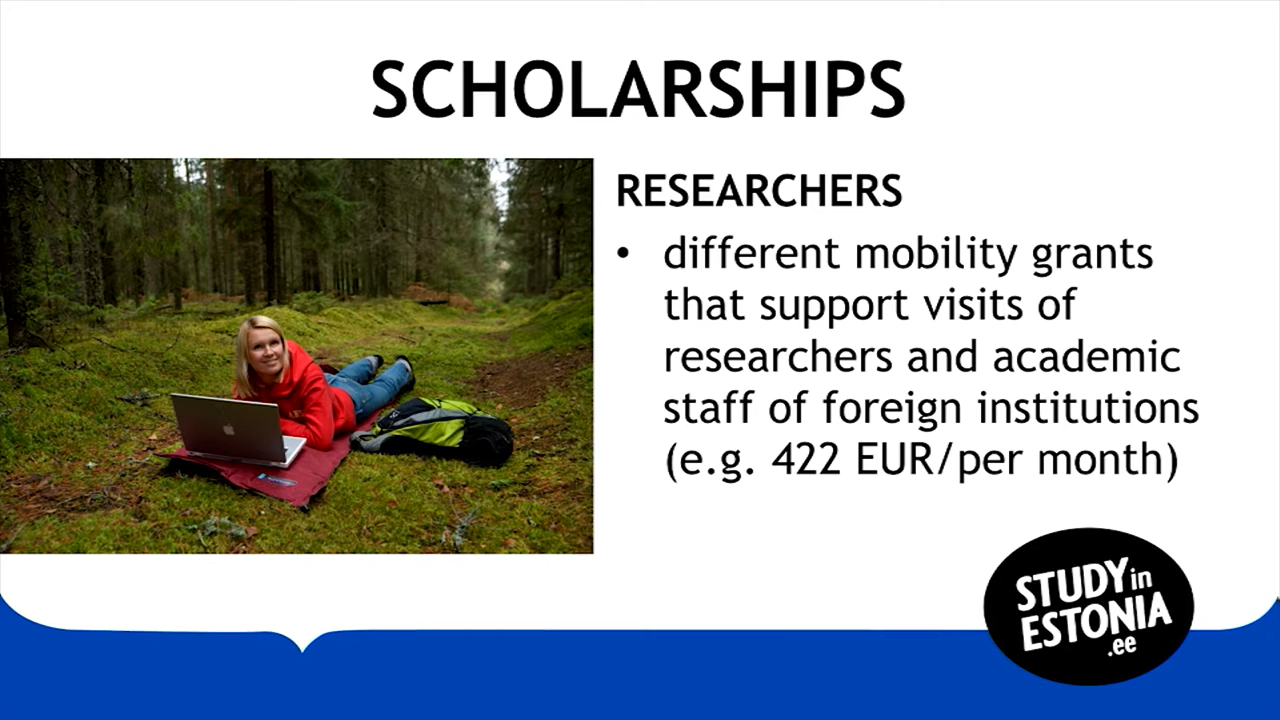 SCHOLARSHIPS
RESEARCHERS
• different mobility grants
that support visits of
researchers and academic
staff of foreign institutions
(e.g. 422 EUR/per month)
STUDY in
ESTONIA
.ee